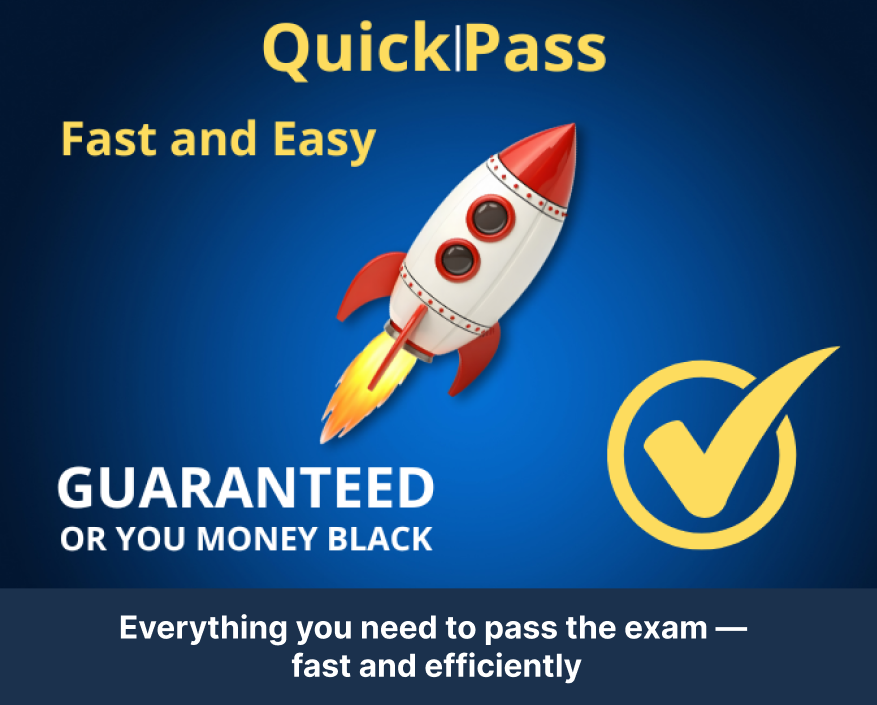 Quick|Pass
Fast and Easy
GUARANTEED
OR YOU MONEY BLACK
Everything you need to pass the exam —
fast and efficiently